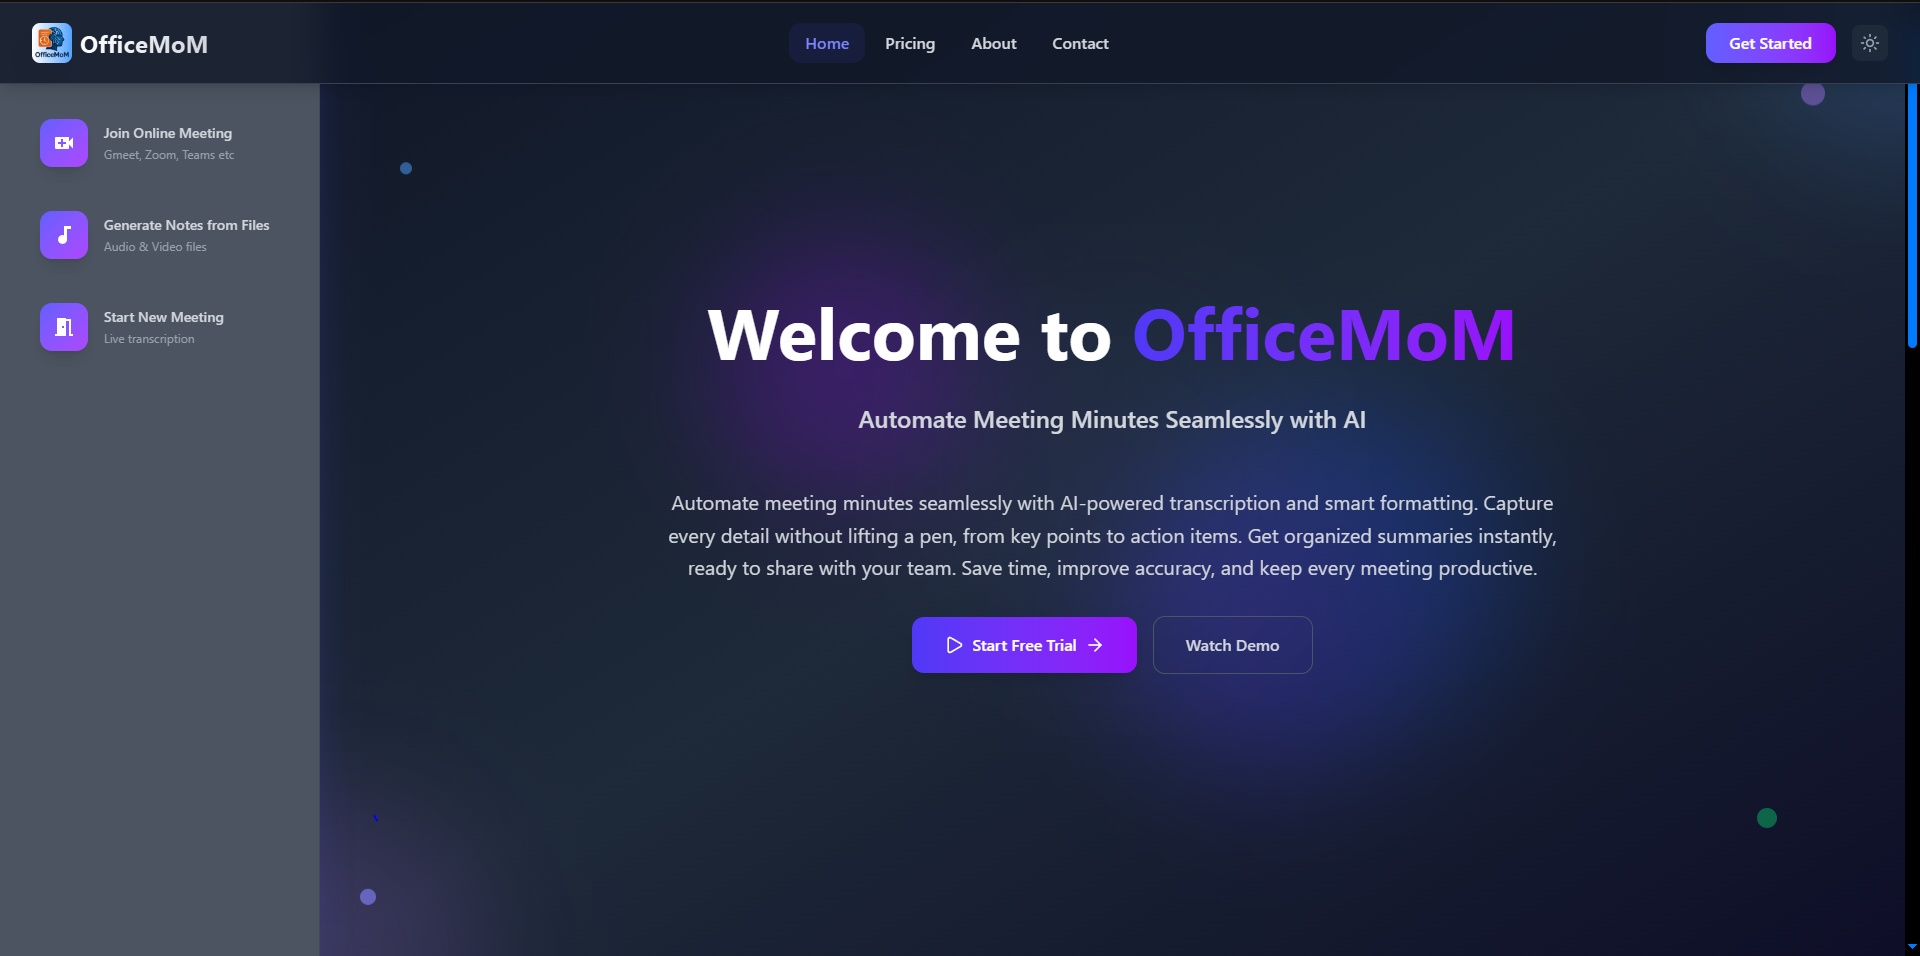 OfficeMoM
OfficeMoM
Home
Pricing
About
Contact
Get Started
Join Online Meeting
Gmeet, Zoom, Teams etc
Generate Notes from Files
Audio & Video files
Start New Meeting
Live transcription
Welcome to OfficeMoM
Automate Meeting Minutes Seamlessly with AI
Automate meeting minutes seamlessly with AI-powered transcription and smart formatting. Capture
every detail without lifting a pen, from key points to action items. Get organized summaries instantly,
ready to share with your team. Save time, improve accuracy, and keep every meeting productive.
Start Free Trial
Watch Demo